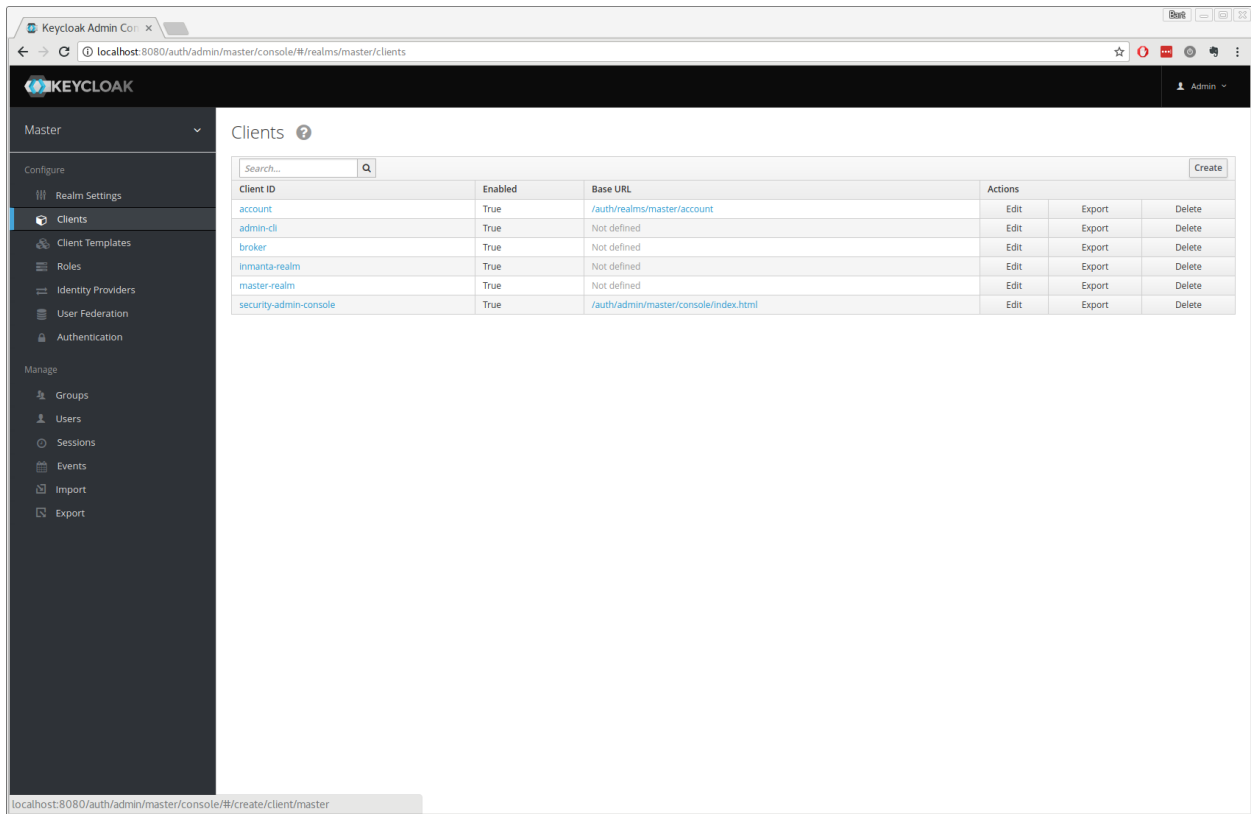 Bart
Keycloak Admin Con
localhost:8080/auth/admin/master/console/#/realms/master/clients
KEYCLOAK
Admin
Master
Clients
Configure
Search...
Create
Client ID Enabled Base URL Actions
Realm Settings
account True /auth/realms/master/account Edit Export Delete
Clients
admin-cli True Not defined Edit Export Delete
Client Templates
broker True Not defined Edit Export Delete
Roles
inmanta-realm True Not defined Edit Export Delete
Identity Providers
master-realm True Not defined Edit Export Delete
User Federation
security-admin-console True /auth/admin/master/console/index.html Edit Export Delete
Authentication
Manage
Groups
Users
Sessions
Events
Import
Export
localhost:8080/auth/admin/master/console/#/create/client/master